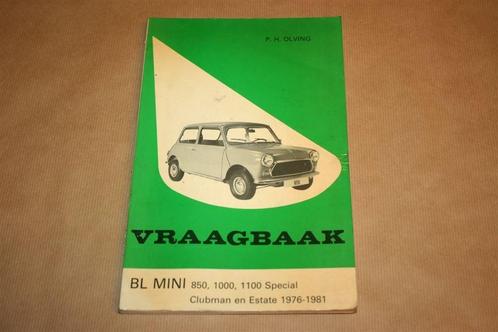 P. H. OLVING
VRAAGBAAK
BL MINI 850, 1000, 1100 Special
Clubman en Estate 1976-1981